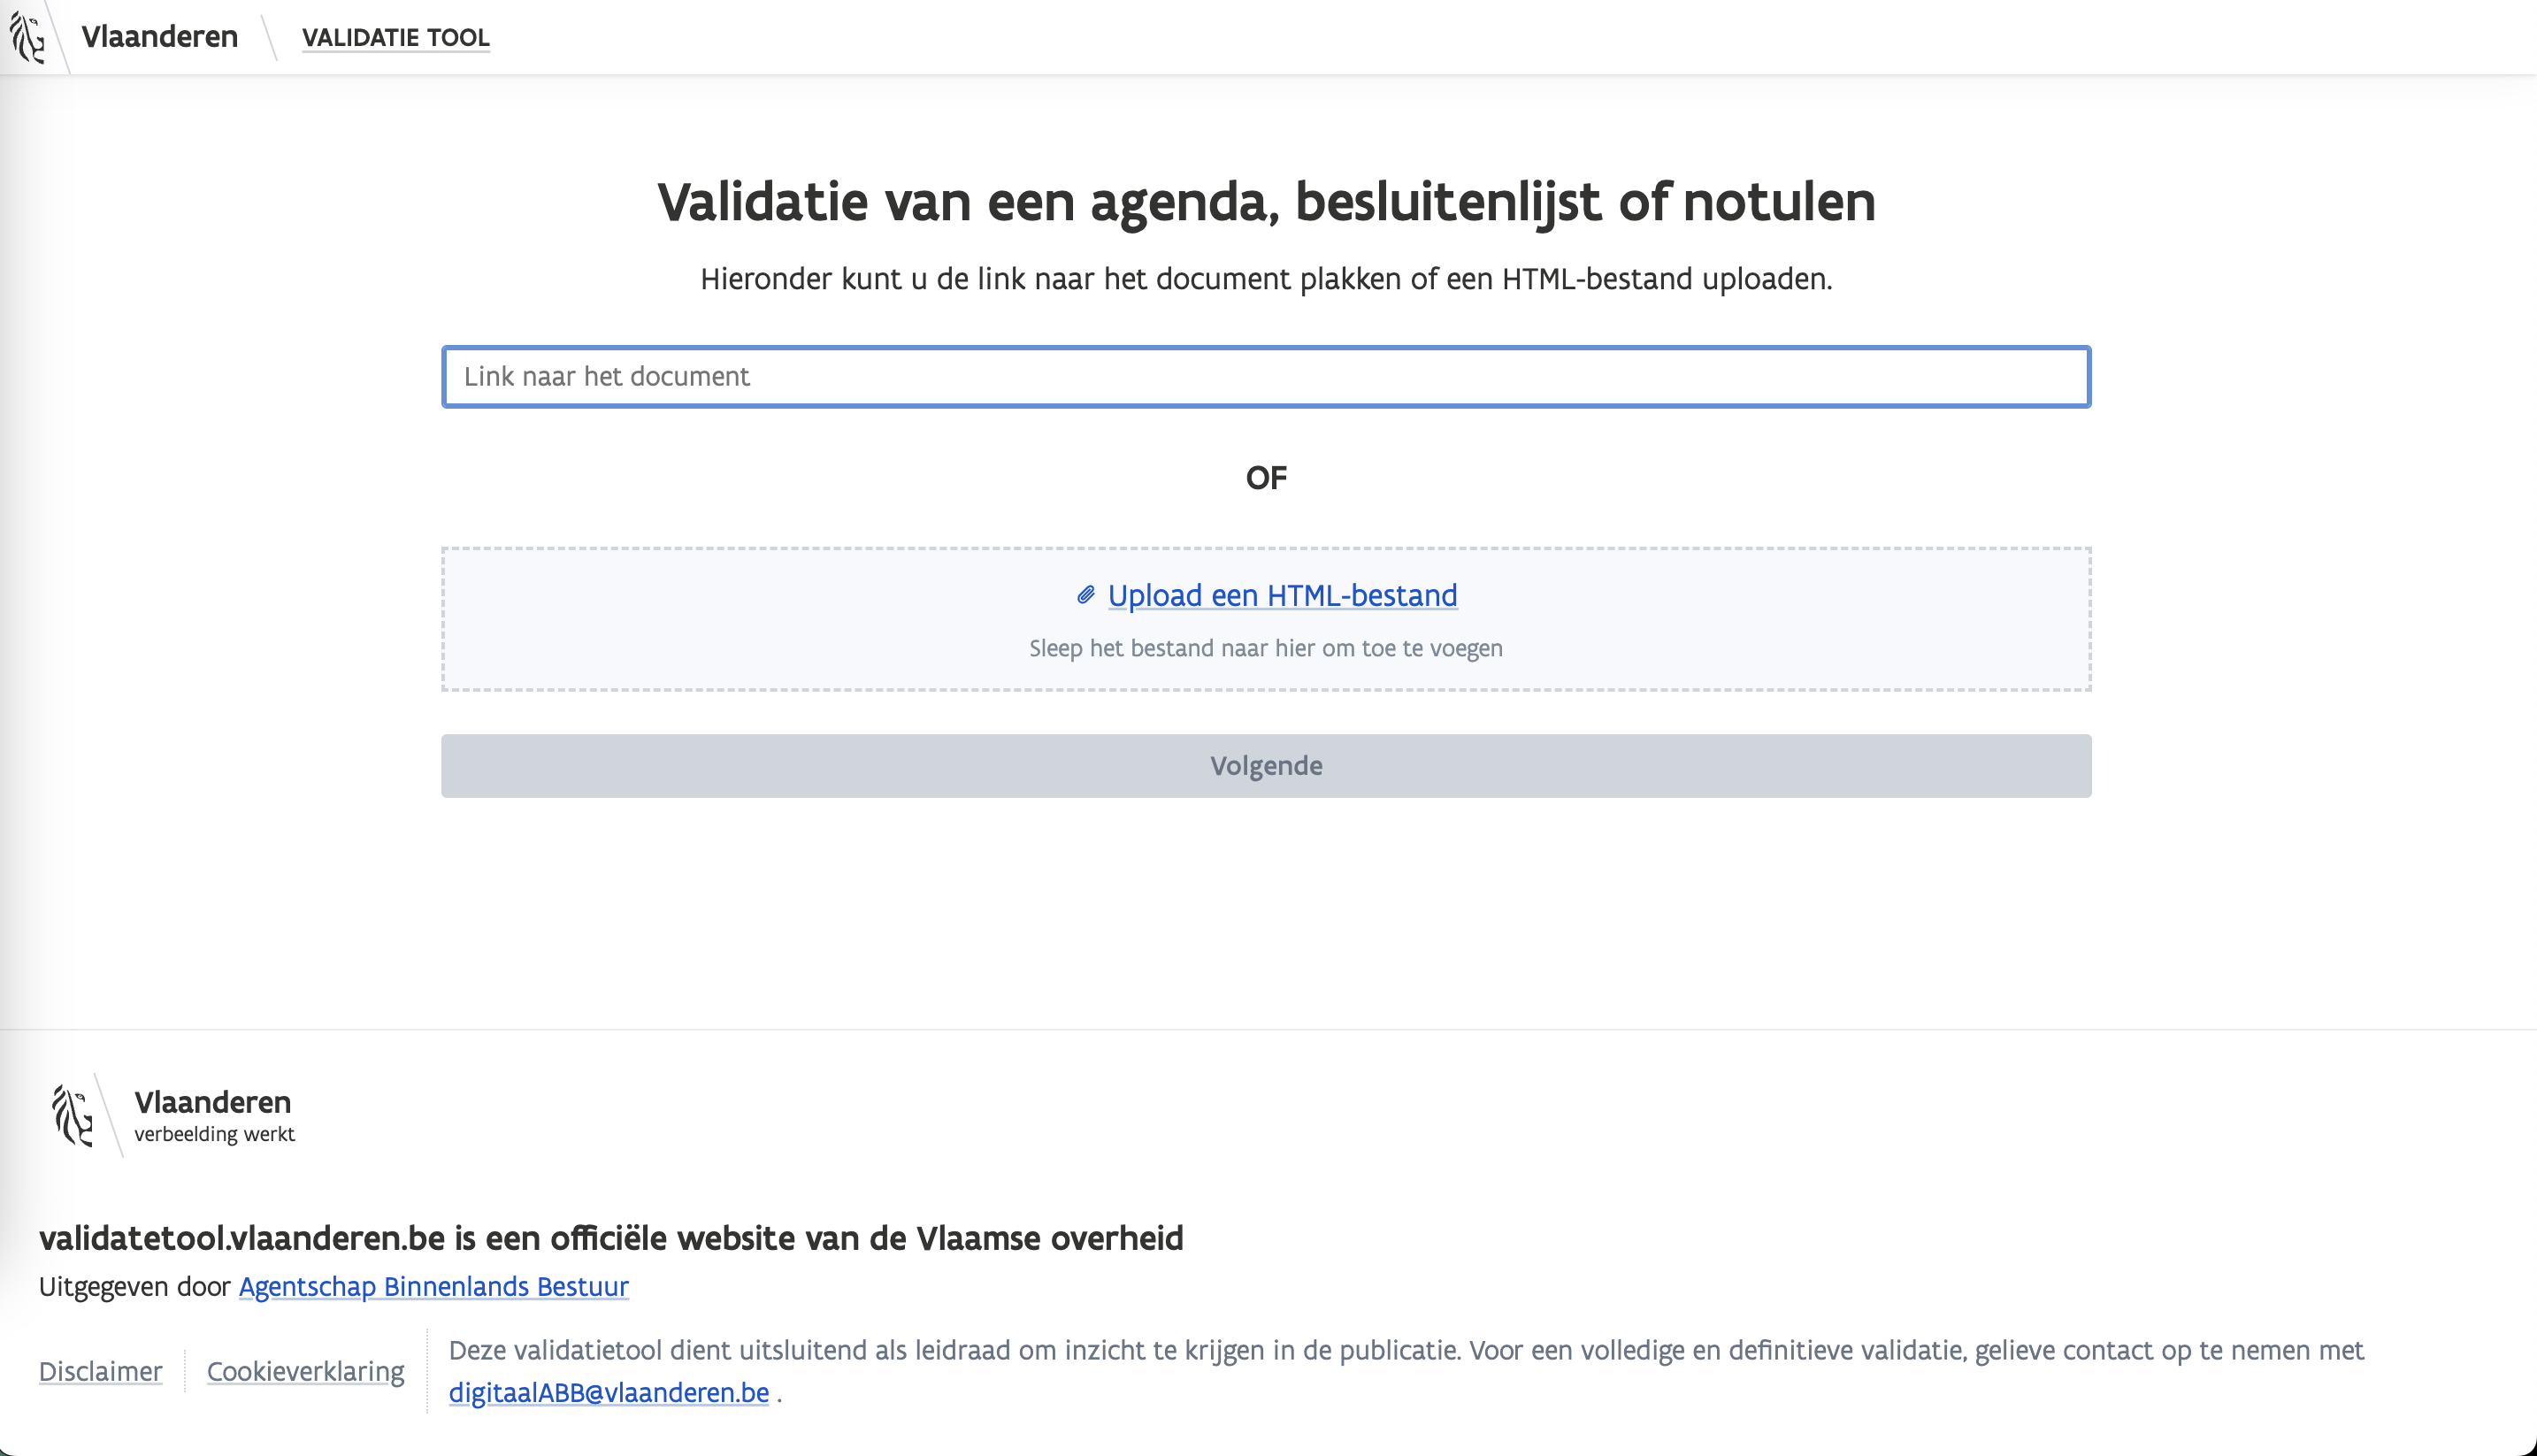 Vlaanderen
VALIDATIE TOOL
Validatie van een agenda, besluitenlijst of notulen
Hieronder kunt u de link naar het document plakken of een HTML-bestand uploaden.
Link naar het document
OF
Upload een HTML-bestand
Sleep het bestand naar hier om toe te voegen
Volgende
Vlaanderen
verbeelding werkt
validatetool.vlaanderen.be is een officiële website van de Vlaamse overheid
Uitgegeven door Agentschap Binnenlands Bestuur
Disclaimer
Cookieverklaring
Deze validatietool dient uitsluitend als leidraad om inzicht te krijgen in de publicatie. Voor een volledige en definitieve validatie, gelieve contact op te nemen met
digitaalABB@vlaanderen.be .